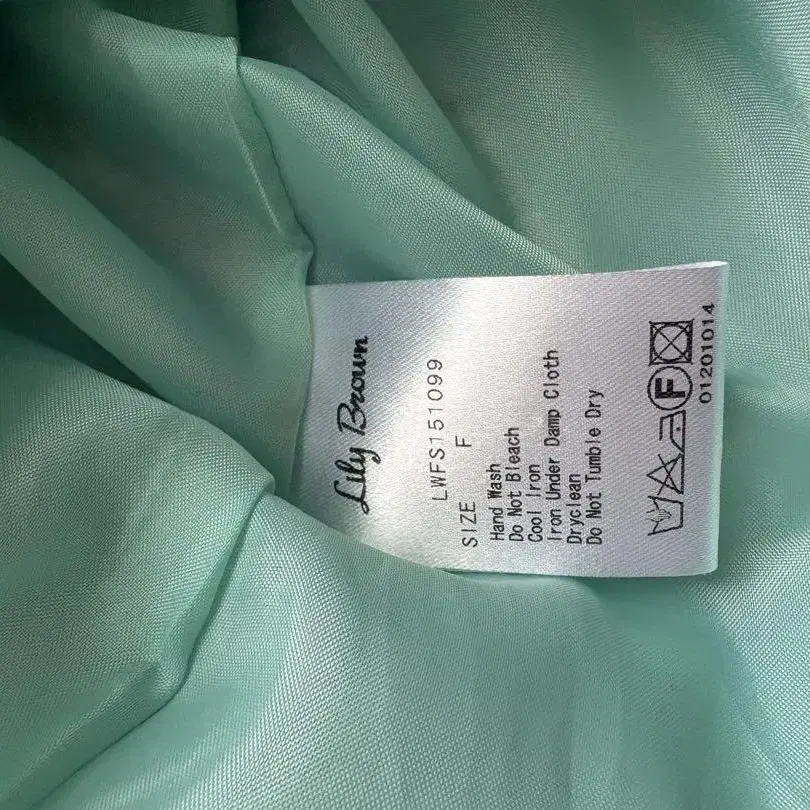 Lily Brown
LWFS151099
SIZE F
Hand Wash
Do Not Bleach
Cool Iron
Iron Under Damp Cloth
Dryclean
Do Not Tumble Dry
F
01201014